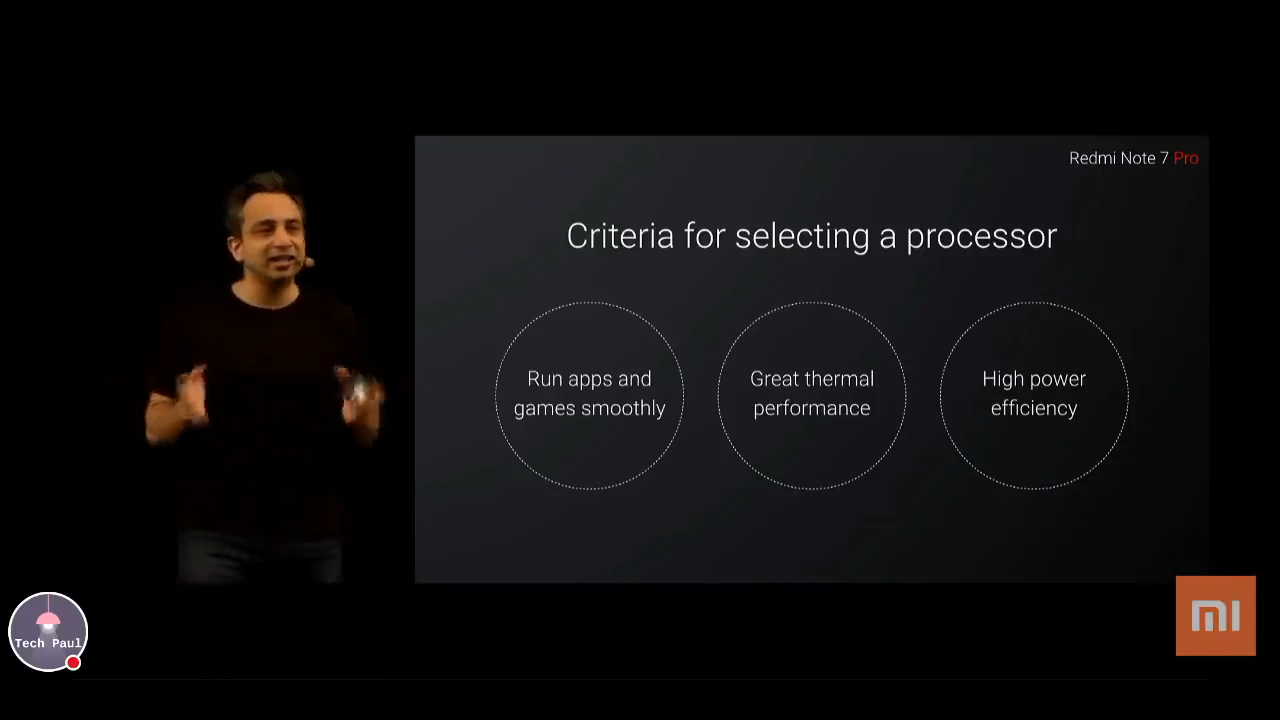 Redmi Note 7 Pro
Criteria for selecting a processor
Run apps and
games smoothly
Great thermal
performance
High power
efficiency
Tech Paul
mi